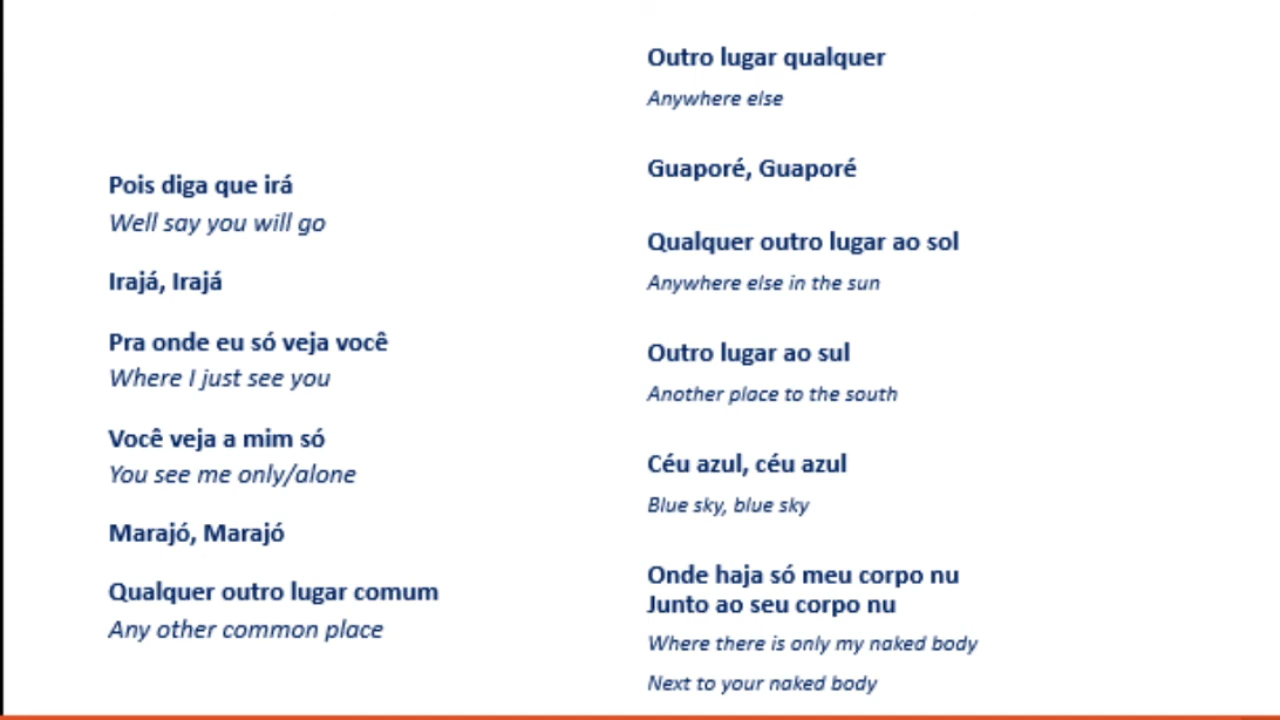 Pois diga que irá
Well say you will go
Irajá, Irajá
Pra onde eu só veja você
Where I just see you
Você veja a mim só
You see me only/alone
Marajó, Marajó
Qualquer outro lugar comum
Any other common place
Outro lugar qualquer
Anywhere else
Guaporé, Guaporé
Qualquer outro lugar ao sol
Anywhere else in the sun
Outro lugar ao sul
Another place to the south
Céu azul, céu azul
Blue sky, blue sky
Onde haja só meu corpo nu
Junto ao seu corpo nu
Where there is only my naked body
Next to your naked body